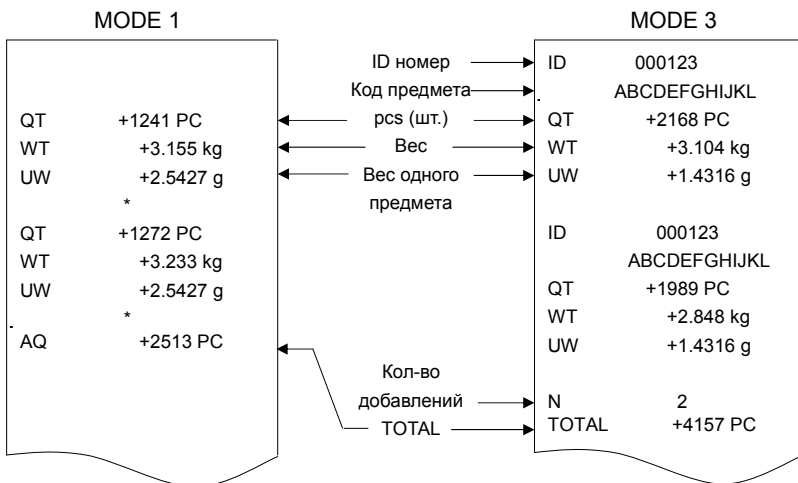 MODE 1
QT +1241 PC
WT +3.155 kg
UW +2.5427 g
*
QT +1272 PC
WT +3.233 kg
UW +2.5427 g
*
AQ +2513 PC
ID номер
Код предмета
pcs (шт.)
Вес
Вес одного
предмета
Кол-во
добавлений
TOTAL
MODE 3
ID 000123
ABCDEFGHIJKL
QT +2168 PC
WT +3.104 kg
UW +1.4316 g
ID 000123
ABCDEFGHIJKL
QT +1989 PC
WT +2.848 kg
UW +1.4316 g
N 2
TOTAL +4157 PC